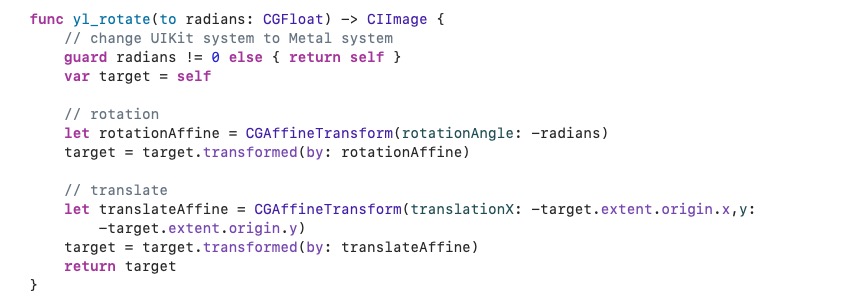 func yl_rotate(to radians: CGFloat) -> CIImage {
// change UIKit system to Metal system
guard radians != 0 else { return self }
var target = self
// rotation
let rotationAffine = CGAffineTransform(rotationAngle: -radians)
target = target.transformed(by: rotationAffine)
// translate
let translateAffine = CGAffineTransform(translationX: -target.extent.origin.x,y:
-target.extent.origin.y)
target = target.transformed(by: translateAffine)
return target
}